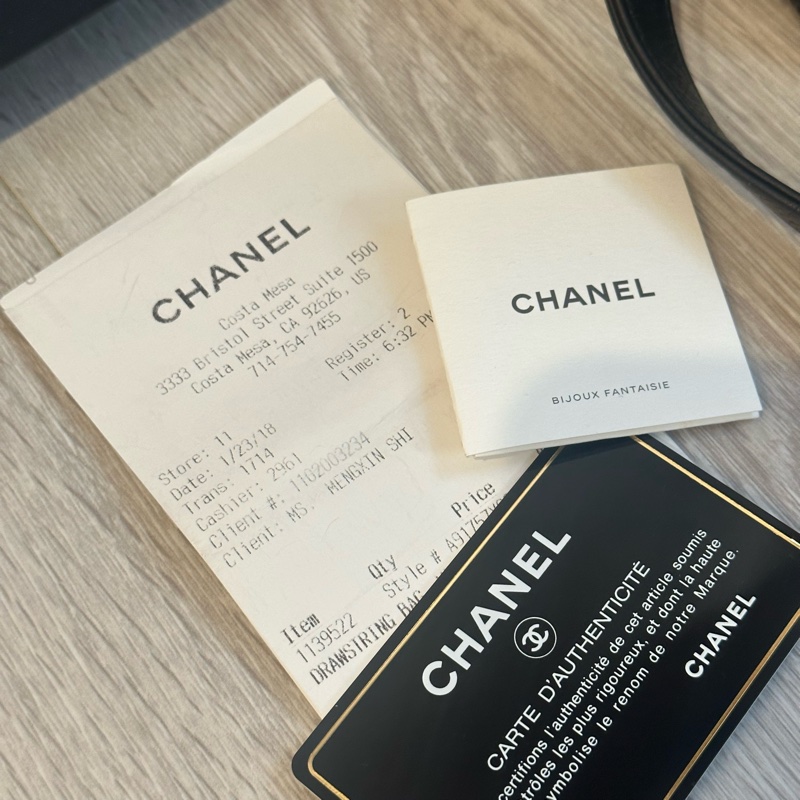 CHANEL
Costa Mesa
3333 Bristol Street Suite 1500
Costa Mesa, CA 92626, US
714-754-7455
Register: 2
Time: 6:32 PM
Store: 11
Date: 1/23/18
Trans: 1714
Cashier: 2961
Client #: 1102003234
Client: MS. MENGXIN SHI
Item Qty Price
1139522 Style #
DRAWSTRING BAG
CHANEL
BIJOUX FANTAISIE
CHANEL
CARTE D'AUTHENTICITÉ
certifions l'authenticité de cet article soumis
trôles les plus rigoureux, et dont la haute
ymbolise le renom de notre Marque.
CHANEL